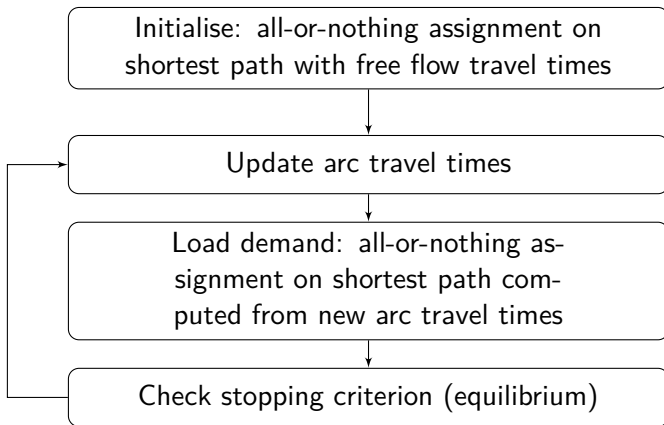 Initialise: all-or-nothing assignment on
shortest path with free flow travel times
Update arc travel times
Load demand: all-or-nothing as-
signment on shortest path com-
puted from new arc travel times
Check stopping criterion (equilibrium)